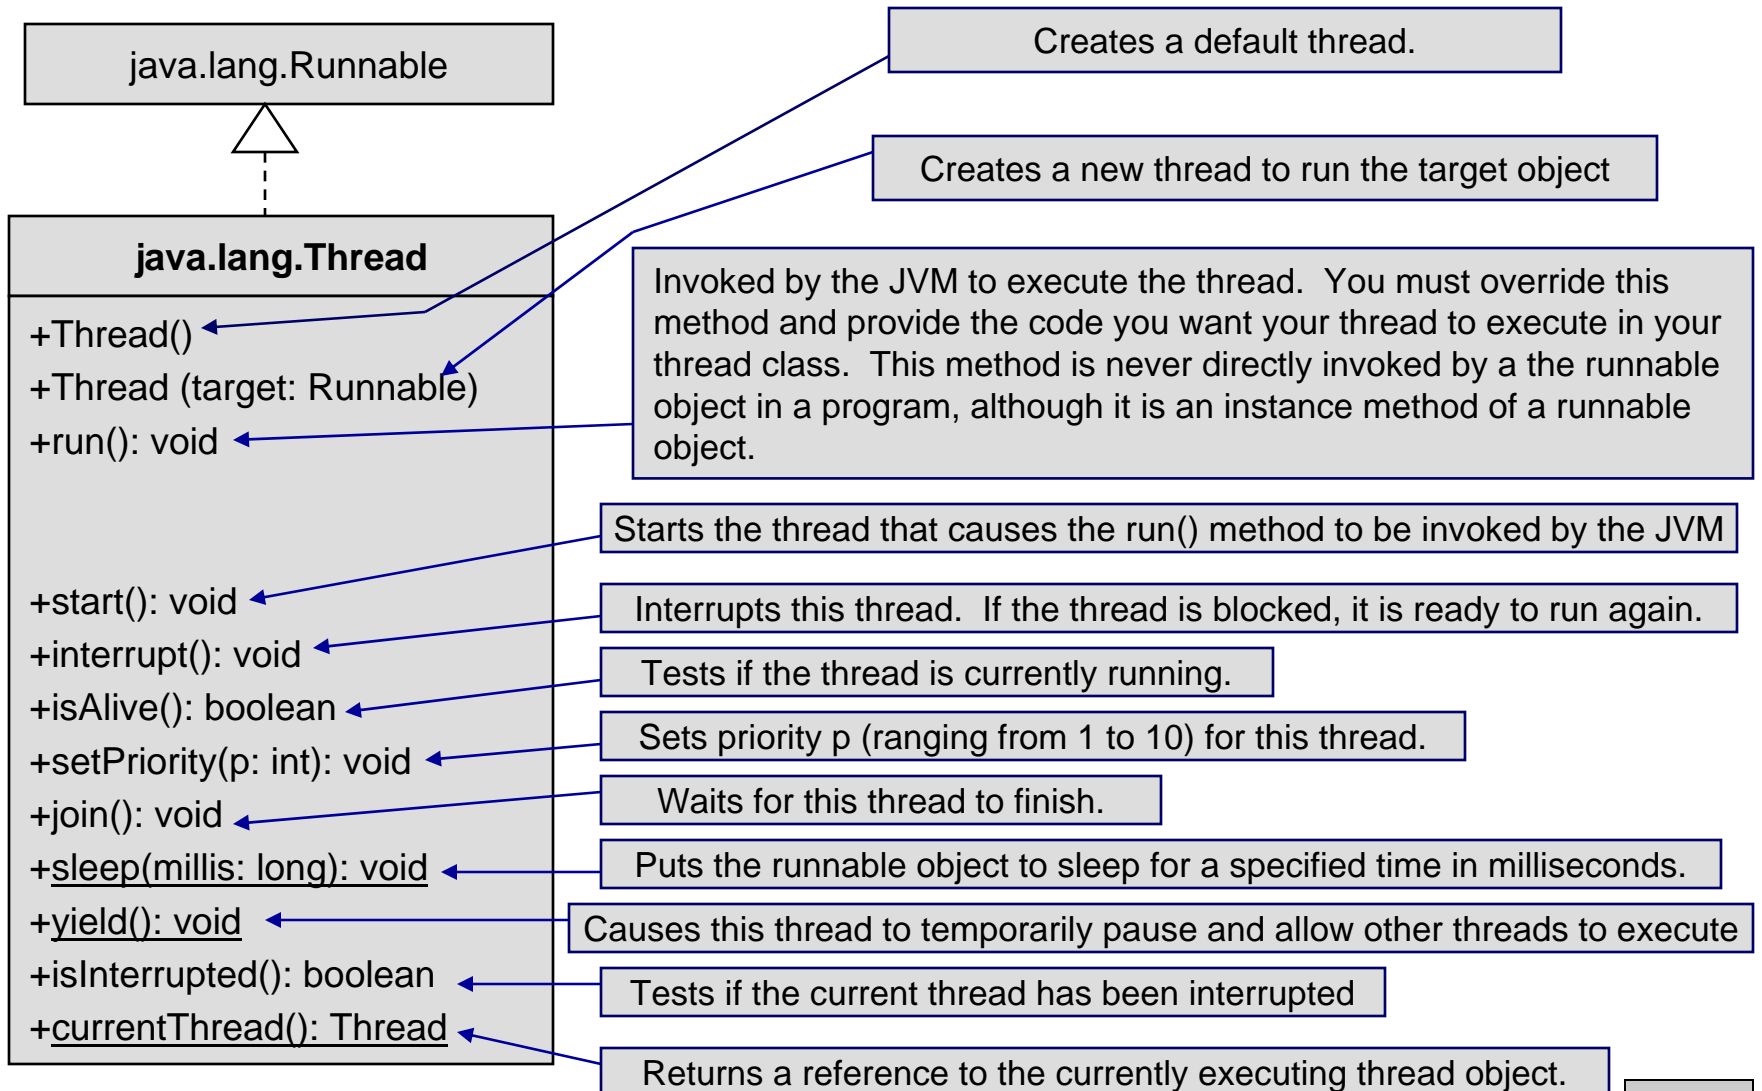 java.lang.Runnable
java.lang.Thread
+Thread()
+Thread (target: Runnable)
+run(): void
+start(): void
+interrupt(): void
+isAlive(): boolean
+setPriority(p: int): void
+join(): void
+sleep(millis: long): void
+yield(): void
+isInterrupted(): boolean
+currentThread(): Thread
Creates a default thread.
Creates a new thread to run the target object
Invoked by the JVM to execute the thread.  You must override this
method and provide the code you want your thread to execute in your
thread class.  This method is never directly invoked by a the runnable
object in a program, although it is an instance method of a runnable
object.
Starts the thread that causes the run() method to be invoked by the JVM
Interrupts this thread.  If the thread is blocked, it is ready to run again.
Tests if the thread is currently running.
Sets priority p (ranging from 1 to 10) for this thread.
Waits for this thread to finish.
Puts the runnable object to sleep for a specified time in milliseconds.
Causes this thread to temporarily pause and allow other threads to execute
Tests if the current thread has been interrupted
Returns a reference to the currently executing thread object.